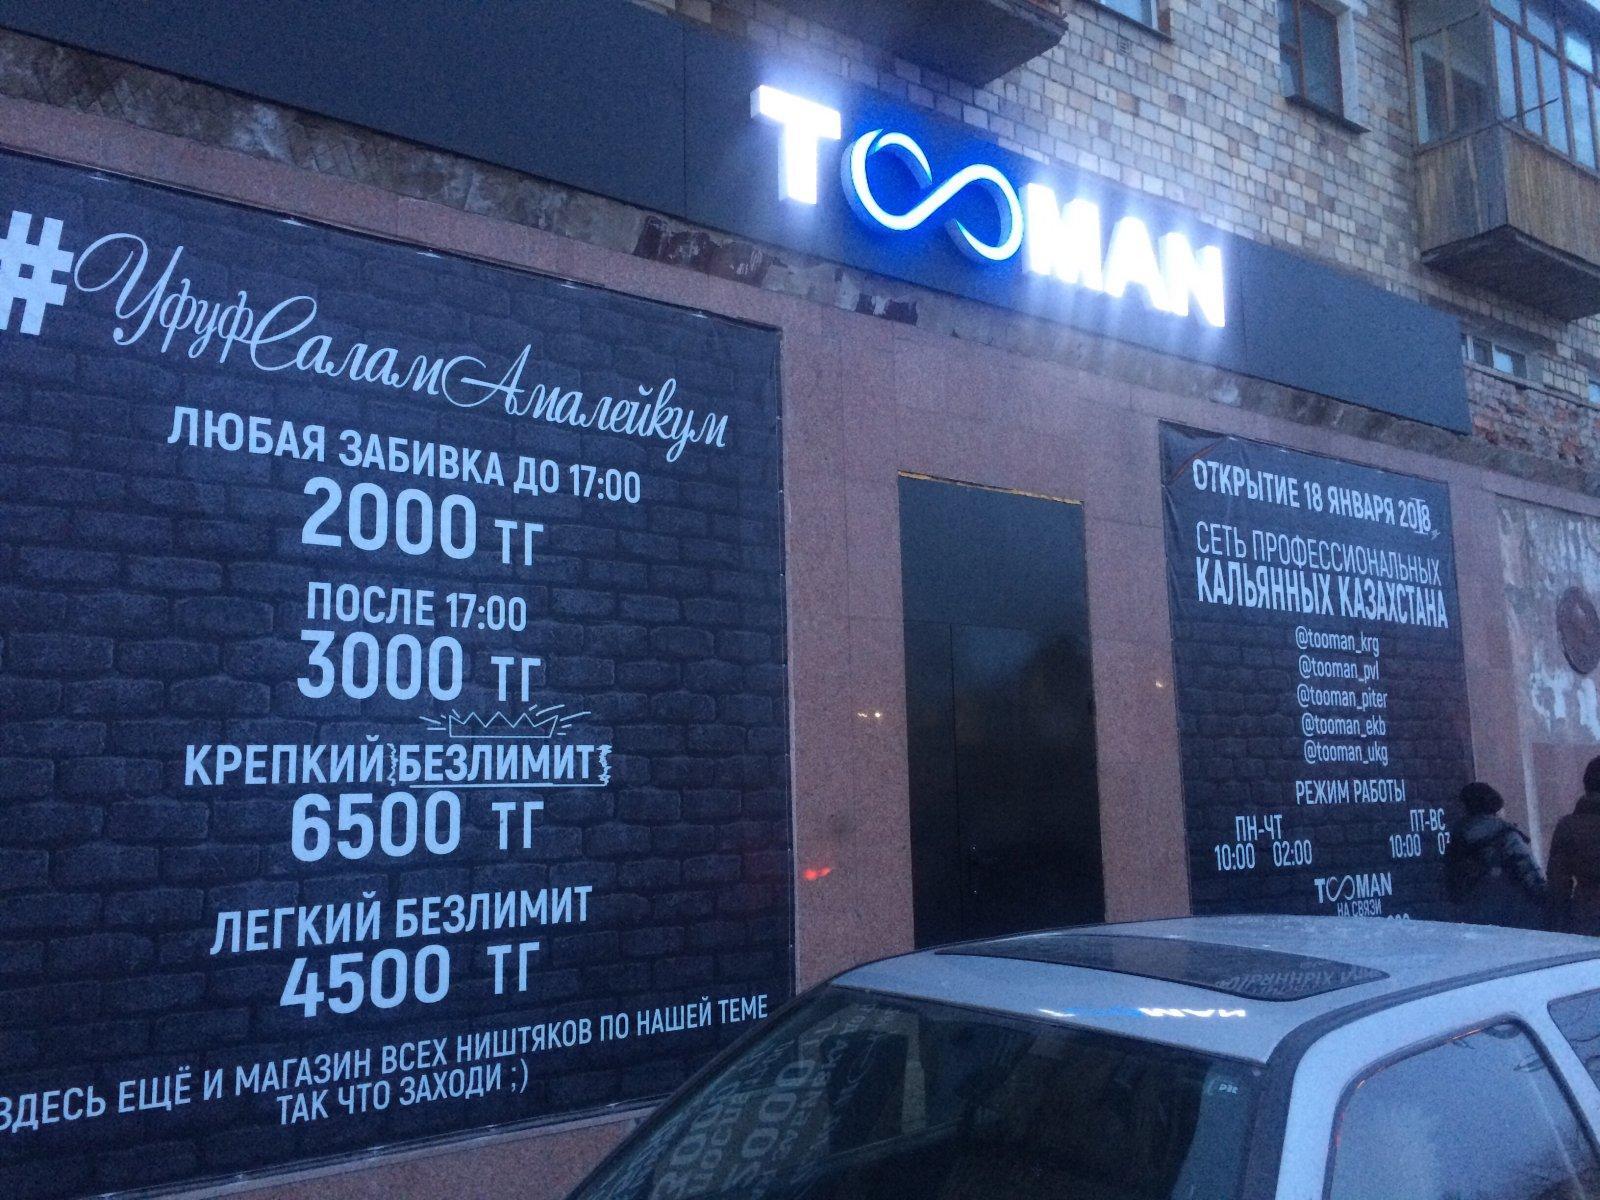 TOOMAN
#УфуфСаламАмалейкум
ЛЮБАЯ ЗАБИВКА ДО 17:00
2000 ТГ
ПОСЛЕ 17:00
3000 ТГ
КРЕПКИЙ БЕЗЛИМИТ
6500 ТГ
ЛЕГКИЙ БЕЗЛИМИТ
4500 ТГ
ЗДЕСЬ ЕЩЁ И МАГАЗИН ВСЕХ НИШТЯКОВ ПО НАШЕЙ ТЕМЕ
ТАК ЧТО ЗАХОДИ ;)
ОТКРЫТИЕ 18 ЯНВАРЯ 2018
СЕТЬ ПРОФЕССИОНАЛЬНЫХ
КАЛЬЯННЫХ КАЗАХСТАНА
@tooman_krg
@tooman_pvl
@tooman_piter
@tooman_ekb
@tooman_ukg
РЕЖИМ РАБОТЫ
ПН-ЧТ ПТ-ВС
10:00 02:00 10:00
TOOMAN
НА СВЯЗИ